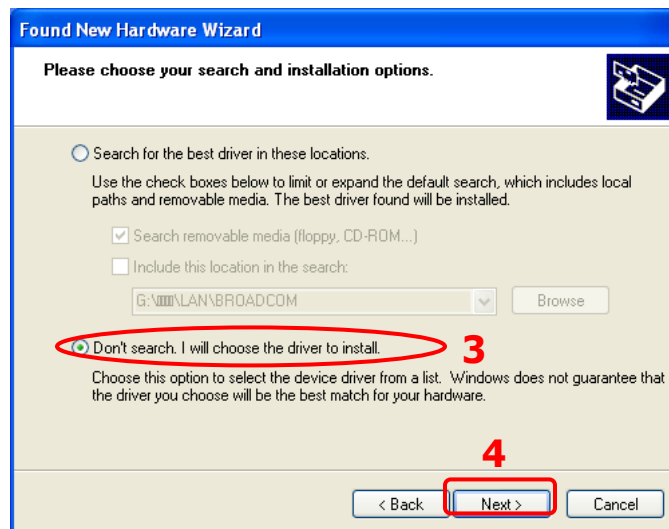 Found New Hardware Wizard
Please choose your search and installation options.
Search for the best driver in these locations.
Use the check boxes below to limit or expand the default search, which includes local
paths and removable media. The best driver found will be installed.
Search removable media (floppy, CD-ROM...)
Include this location in the search:
\LAN\BROADCOM
Browse
Don't search. I will choose the driver to install.
3
Choose this option to select the device driver from a list. Windows does not guarantee that
the driver you choose will be the best match for your hardware.
4
< Back
Next >
Cancel